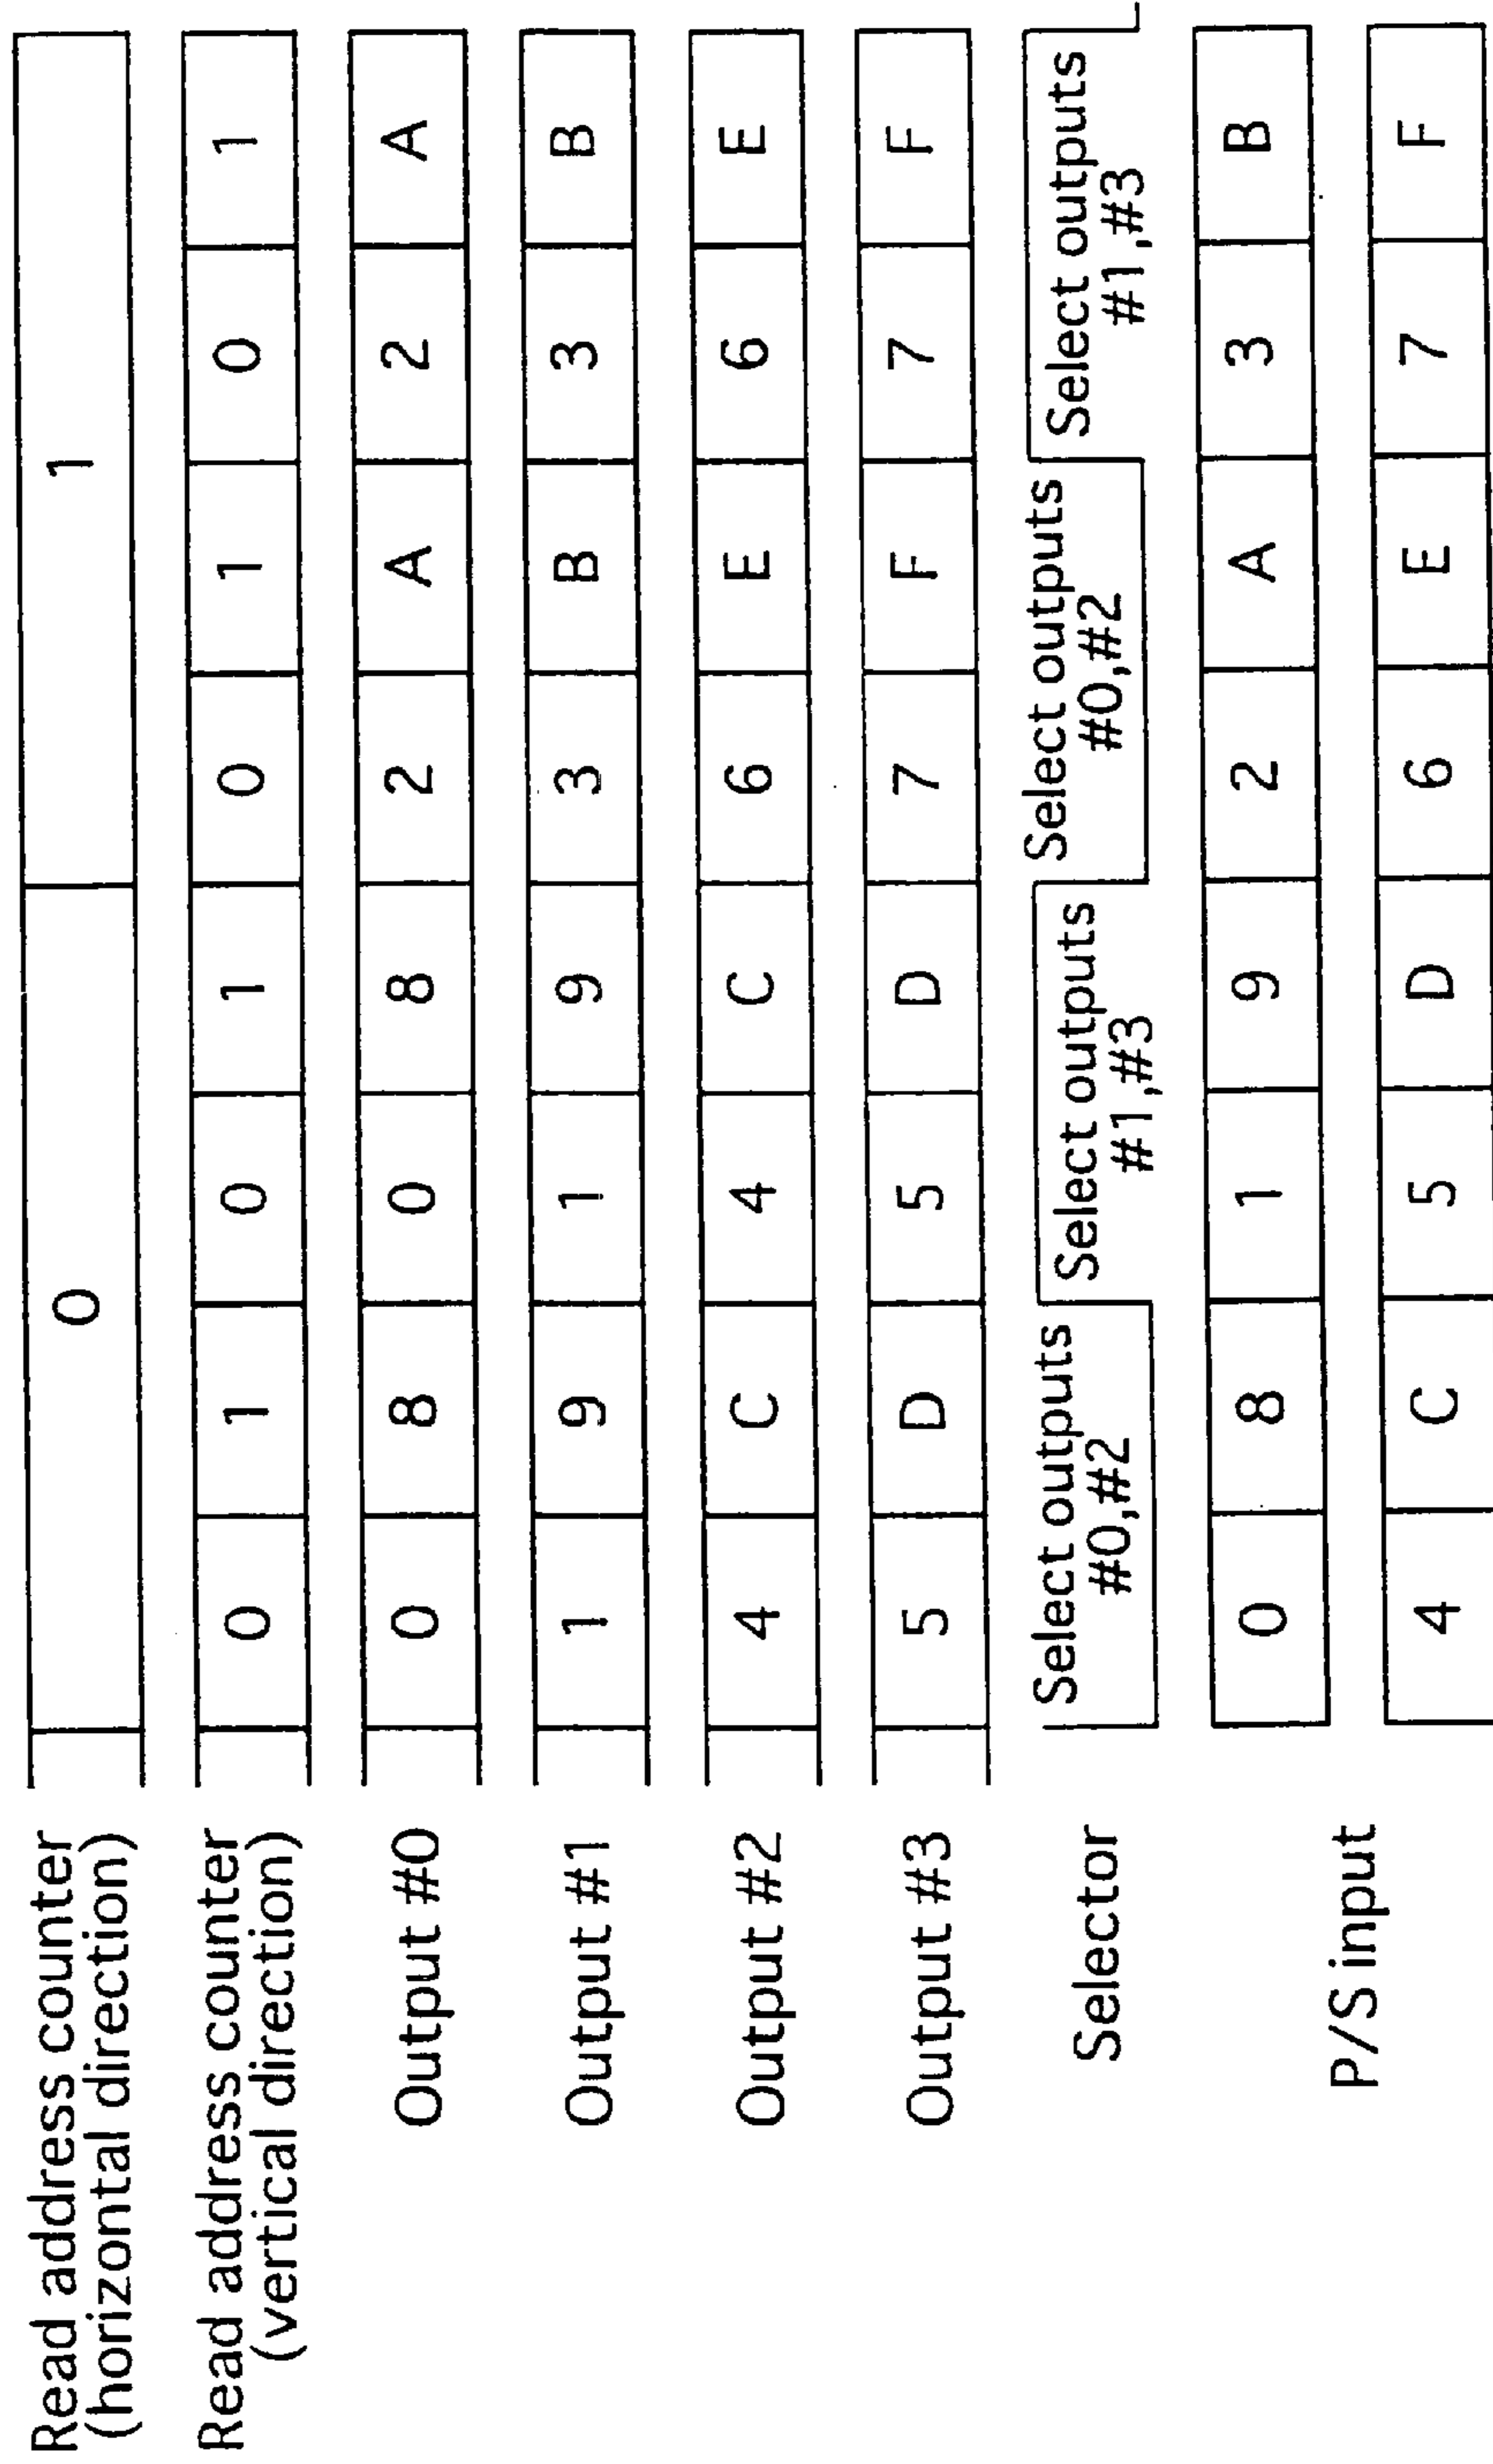 Read address counter
(horizontal direction)
0 1
Read address counter
(vertical direction)
0 1 0 1 0 1 0 1
Output #0
0 8 0 8 2 A 2 A
Output #1
1 9 1 9 3 B 3 B
Output #2
4 C 4 C 6 E 6 E
Output #3
5 D 5 D 7 F 7 F
Selector
Select outputs
#0,#2
Select outputs
#1,#3
Select outputs
#0,#2
Select outputs
#1,#3
P/S input
0 8 1 9 2 A 3 B
4 C 5 D 6 E 7 F